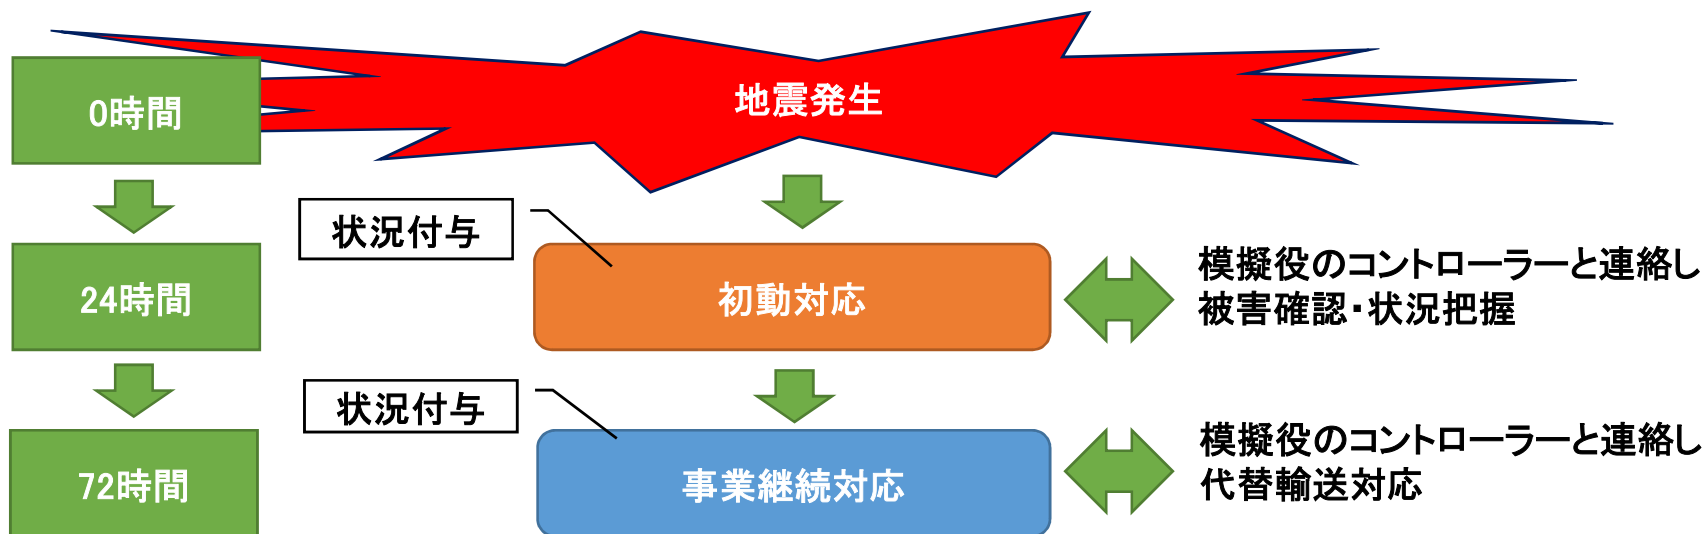 地震発生
0時間
状況付与
24時間
初動対応
模擬役のコントローラーと連絡し
被害確認・状況把握
状況付与
72時間
事業継続対応
模擬役のコントローラーと連絡し
代替輸送対応